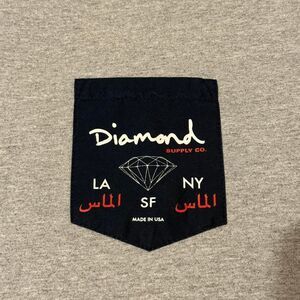 Diamond
SUPPLY CO.
LA NY
الماس SF الماس
MADE IN USA